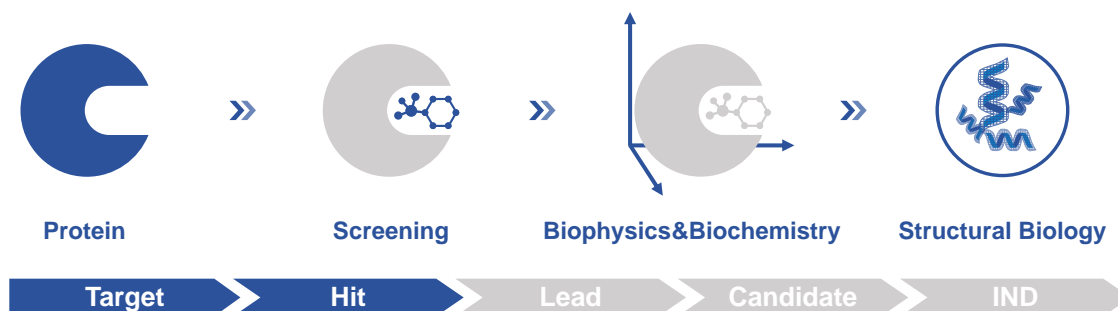 Protein
Screening
Biophysics&Biochemistry
Structural Biology
Target
Hit
Lead
Candidate
IND